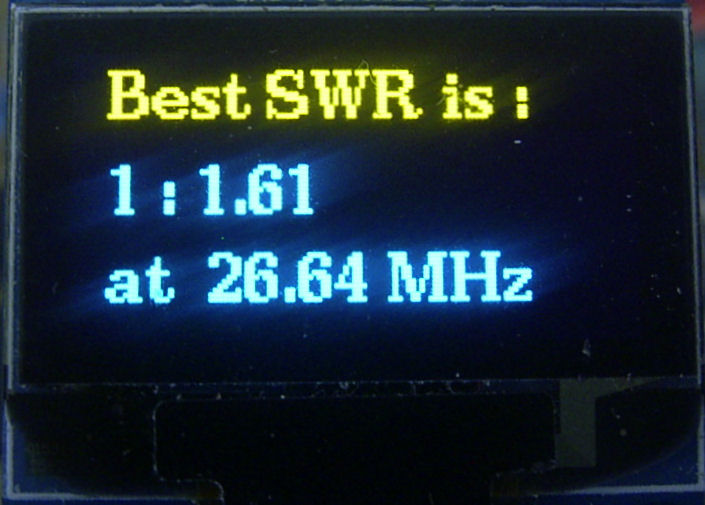 Best SWR is :
1 : 1.61
at 26.64 MHz